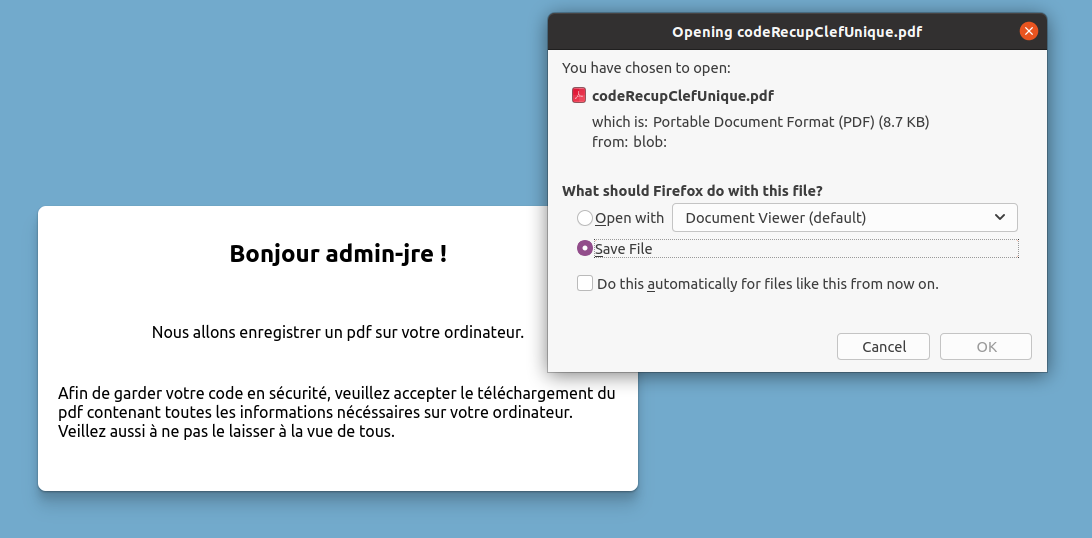 Opening codeRecupClefUnique.pdf
You have chosen to open:
codeRecupClefUnique.pdf
which is: Portable Document Format (PDF) (8.7 KB)
from: blob:
What should Firefox do with this file?
Open with Document Viewer (default)
Save File
Do this automatically for files like this from now on.
Cancel OK
Bonjour admin-jre !
Nous allons enregistrer un pdf sur votre ordinateur.
Afin de garder votre code en sécurité, veuillez accepter le téléchargement du
pdf contenant toutes les informations nécéssaires sur votre ordinateur.
Veillez aussi à ne pas le laisser à la vue de tous.